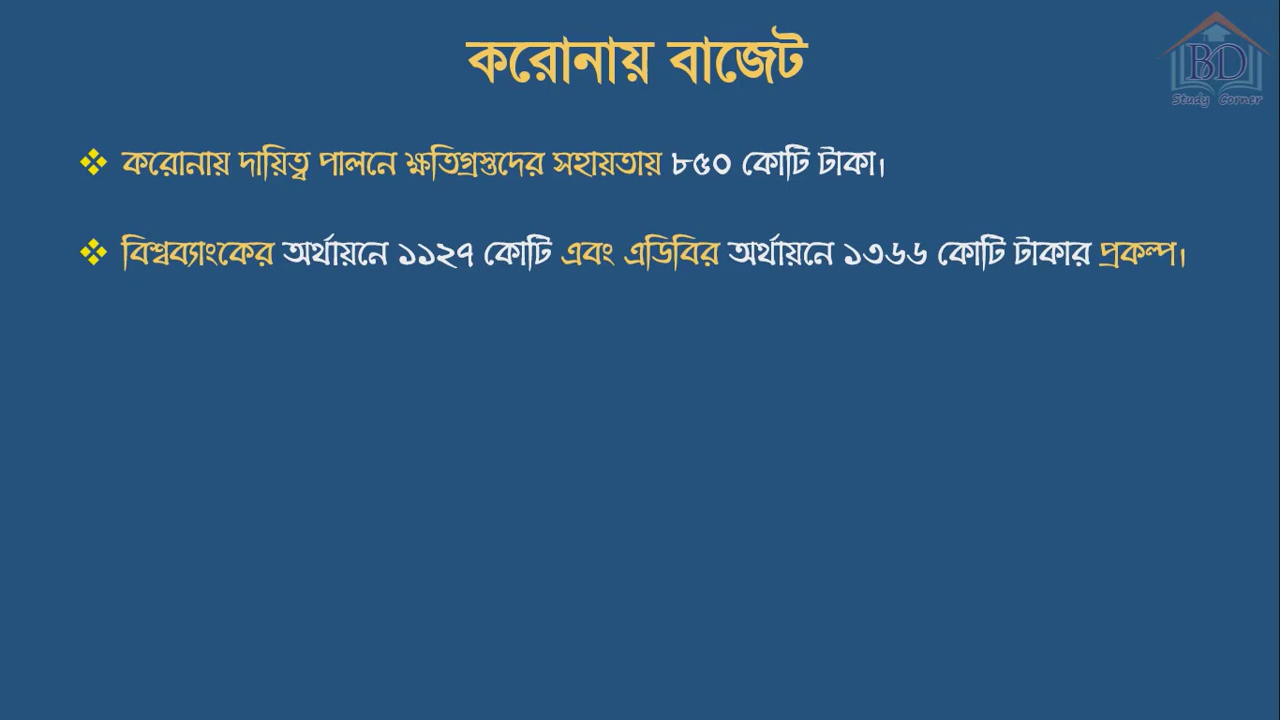 করোনায় বাজেট
BD
Study Corner
❖ করোনায় দায়িত্ব পালনে ক্ষতিগ্রস্তদের সহায়তায় ৮৫০ কোটি টাকা।
❖ বিশ্বব্যাংকের অর্থায়নে ১১২৭ কোটি এবং এডিবির অর্থায়নে ১৩৬৬ কোটি টাকার প্রকল্প।